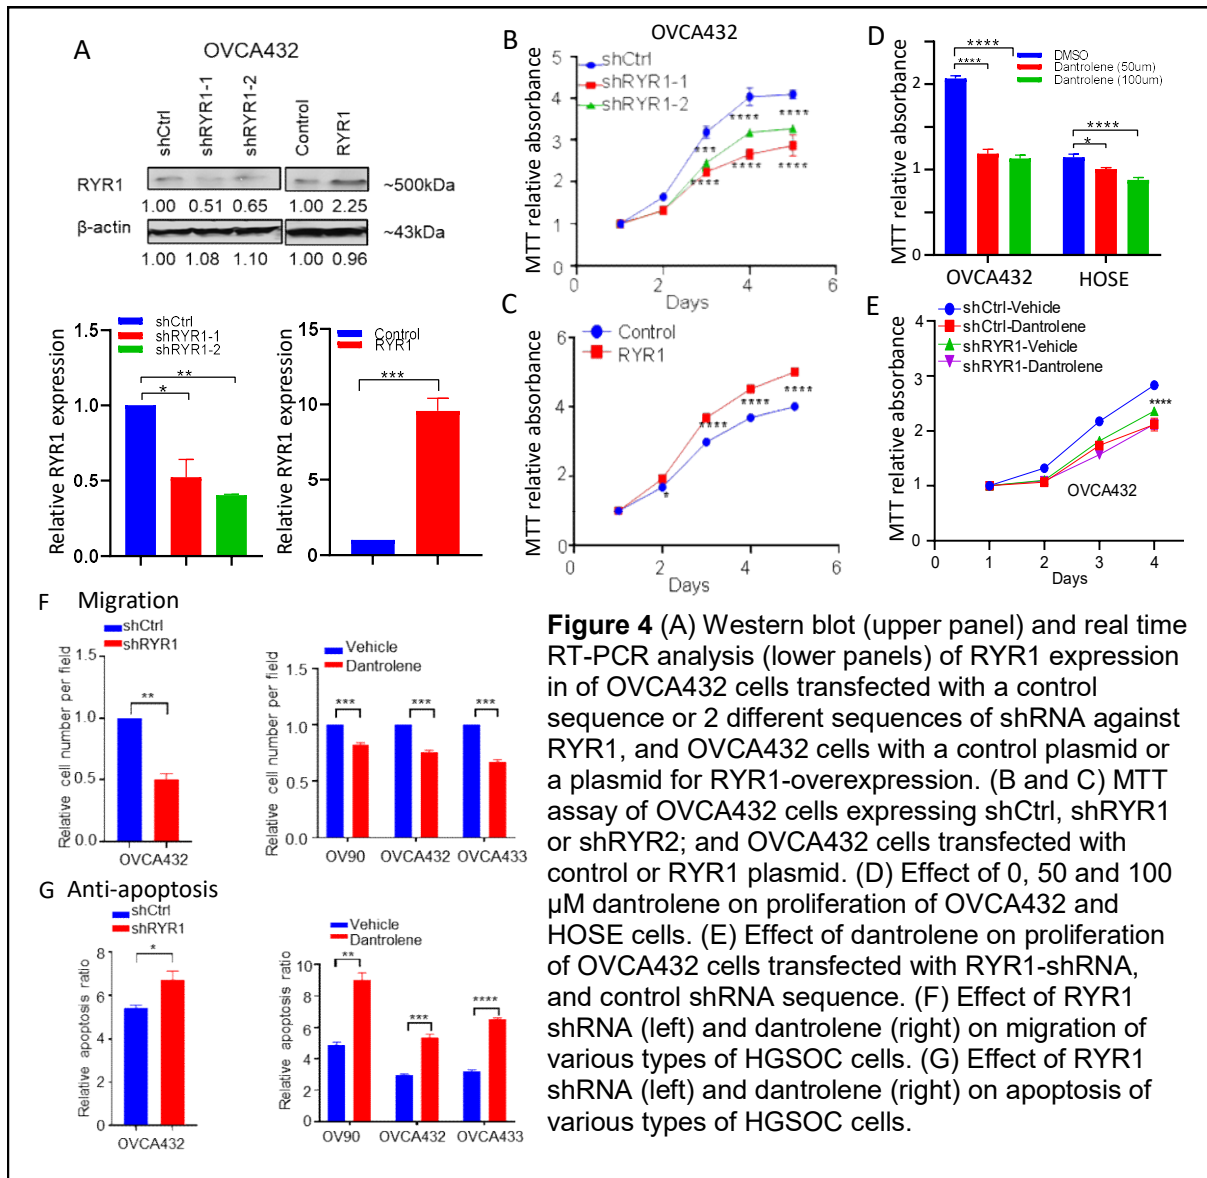 A
OVCA432
shCtrl
shRYR1-1
shRYR1-2
Control
RYR1
RYR1
~500kDa
1.00 0.51 0.65 1.00 2.25
β-actin
~43kDa
1.00 1.08 1.10 1.00 0.96
shCtrl
shRYR1-1
shRYR1-2
Relative RYR1 expression
1.5
1.0
0.5
0.0
*
**
Control
RYR1
Relative RYR1 expression
15
10
5
0
***
B
OVCA432
shCtrl
shRYR1-1
shRYR1-2
MTT relative absorbance
5
4
3
2
1
0
*** **** ****
**** **** ****
0 2 4 6
Days
C
Control
RYR1
MTT relative absorbance
6
4
2
0
* **** **** ****
0 2 4 6
Days
D
DMSO
Dantrolene (50um)
Dantrolene (100um)
MTT relative absorbance
2
1
0
****
****
****
*
OVCA432 HOSE
E
shCtrl-Vehicle
shCtrl-Dantrolene
shRYR1-Vehicle
shRYR1-Dantrolene
MTT relative absorbance
4
3
2
1
0
****
OVCA432
0 1 2 3 4
Days
F Migration
shCtrl
shRYR1
Relative cell number per field
1.5
1.0
0.5
0.0
**
OVCA432
Vehicle
Dantrolene
Relative cell number per field
1.5
1.0
0.5
0.0
*** *** ***
OV90 OVCA432 OVCA433
G Anti-apoptosis
shCtrl
shRYR1
Relative apoptosis ratio
8
6
4
2
0
*
OVCA432
Vehicle
Dantrolene
Relative apoptosis ratio
10
8
6
4
2
0
** *** ****
OV90 OVCA432 OVCA433
Figure 4 (A) Western blot (upper panel) and real time
RT-PCR analysis (lower panels) of RYR1 expression
in of OVCA432 cells transfected with a control
sequence or 2 different sequences of shRNA against
RYR1, and OVCA432 cells with a control plasmid or
a plasmid for RYR1-overexpression. (B and C) MTT
assay of OVCA432 cells expressing shCtrl, shRYR1
or shRYR2; and OVCA432 cells transfected with
control or RYR1 plasmid. (D) Effect of 0, 50 and 100
µM dantrolene on proliferation of OVCA432 and
HOSE cells. (E) Effect of dantrolene on proliferation
of OVCA432 cells transfected with RYR1-shRNA,
and control shRNA sequence. (F) Effect of RYR1
shRNA (left) and dantrolene (right) on migration of
various types of HGSOC cells. (G) Effect of RYR1
shRNA (left) and dantrolene (right) on apoptosis of
various types of HGSOC cells.